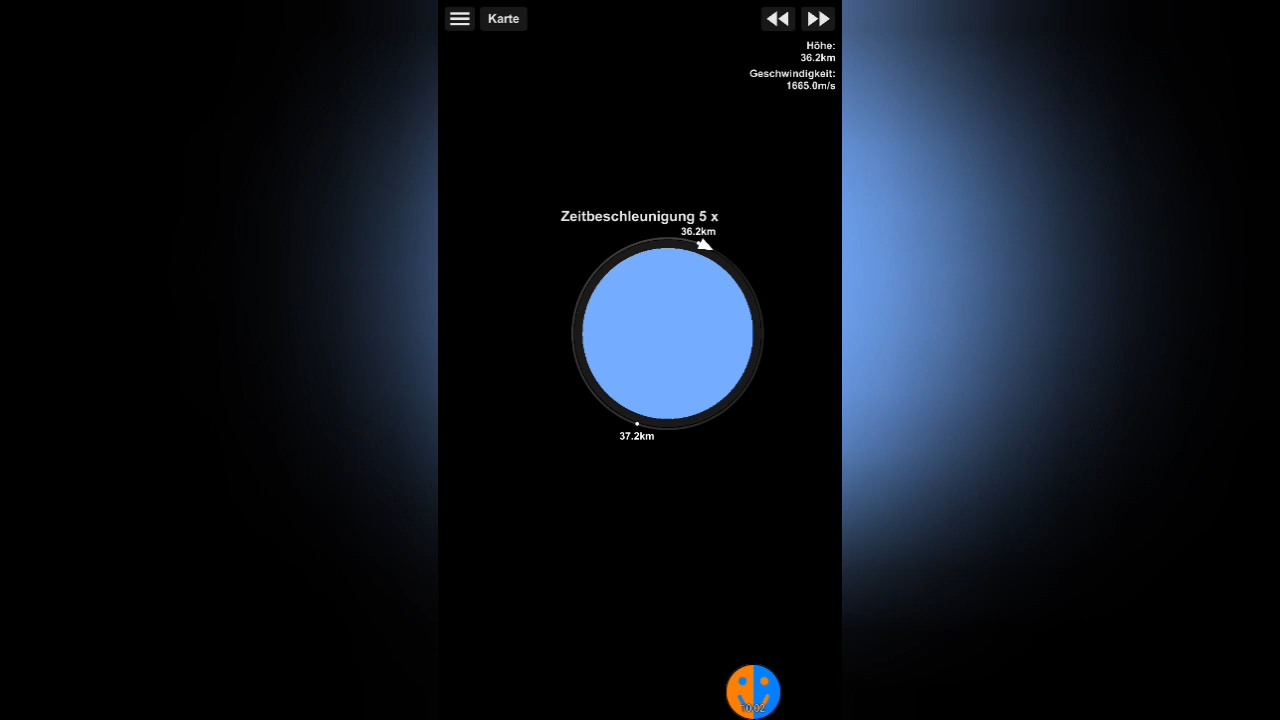 Karte
Höhe:
36.2km
Geschwindigkeit:
1665.0m/s
Zeitbeschleunigung 5 x
36.2km
37.2km